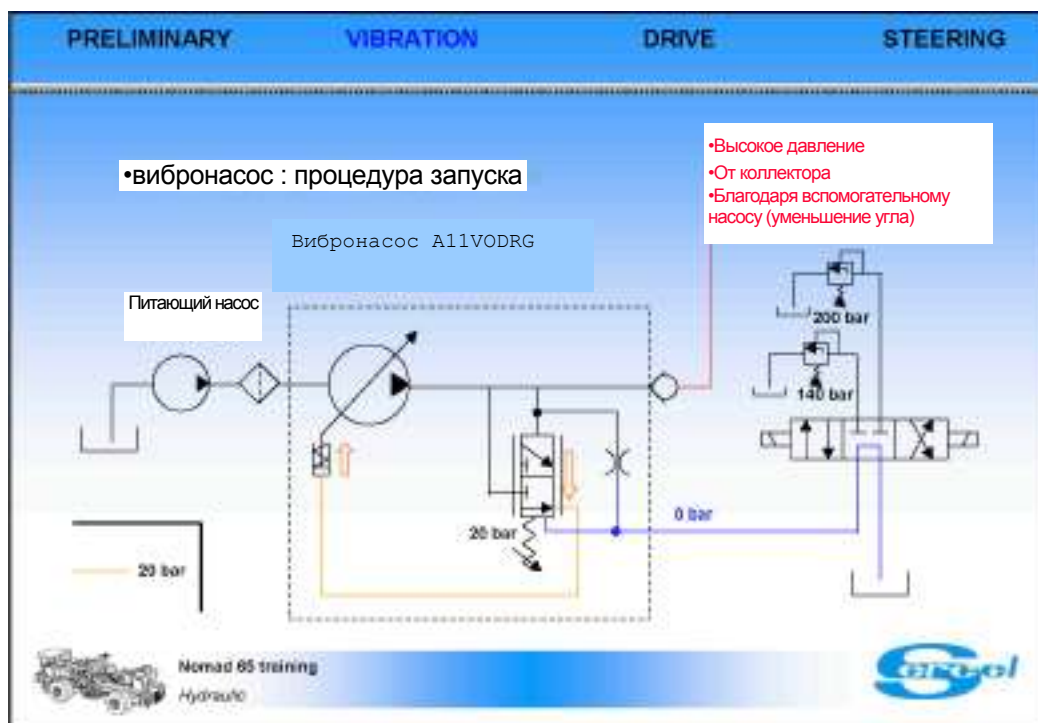 PRELIMINARY VIBRATION DRIVE STEERING
•вибронасос : процедура запуска
•Высокое давление
•От коллектора
•Благодаря вспомогательному
насосу (уменьшение угла)
Вибронасос A11VODRG
Питающий насос
200 bar
140 bar
20 bar
0 bar
20 bar
Nomad 65 training
Hydraulic
Sercel